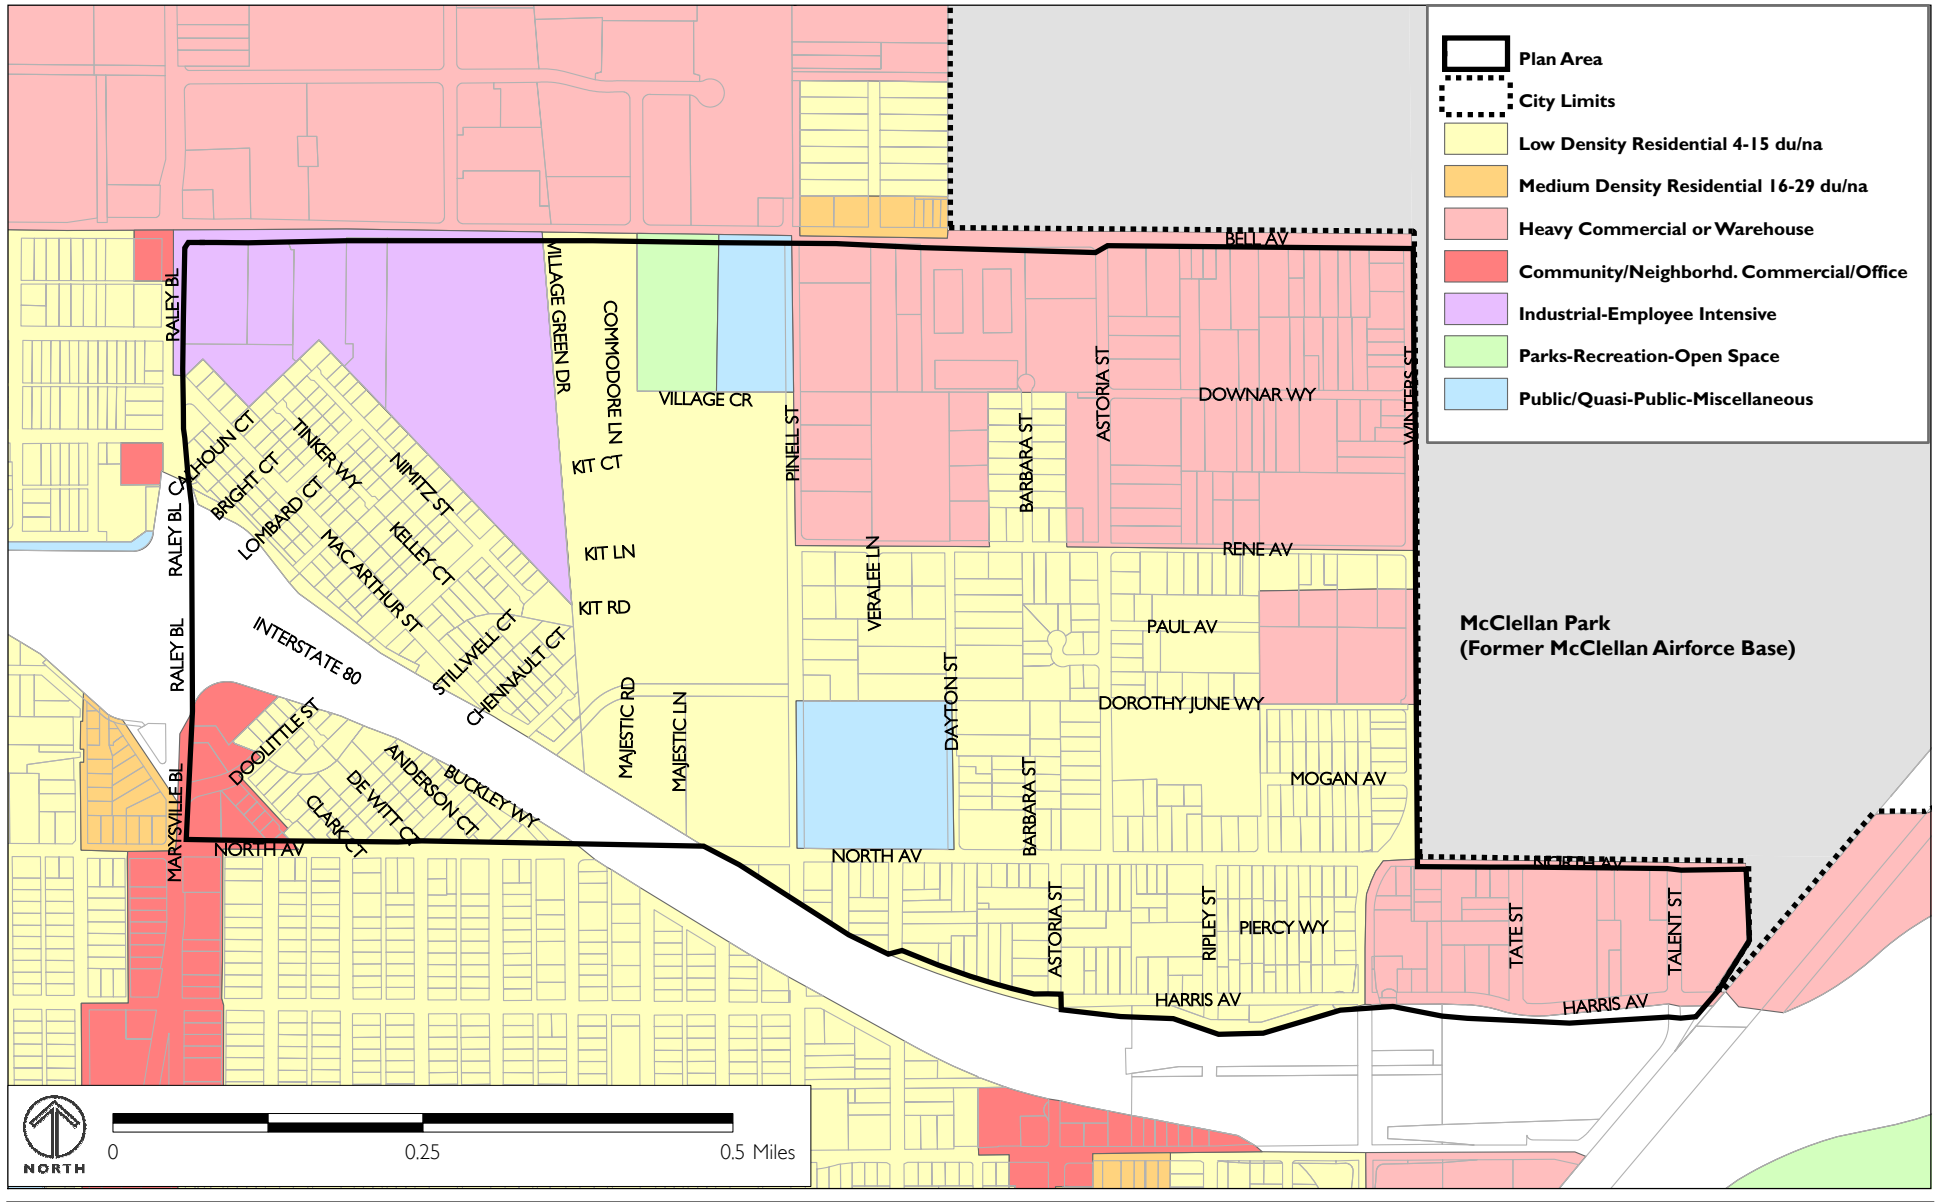 Plan Area
City Limits
Low Density Residential 4-15 du/na
Medium Density Residential 16-29 du/na
Heavy Commercial or Warehouse
Community/Neighborhd. Commercial/Office
Industrial-Employee Intensive
Parks-Recreation-Open Space
Public/Quasi-Public-Miscellaneous
BELL AV
RALEY BL
VILLAGE GREEN DR
COMMODORE LN
VILLAGE CR
PINELL ST
ASTORIA ST
DOWNAR WY
WINTERS ST
BARBARA ST
CALHOUN CT
BRIGHT CT
LOMBARD CT
TINKER WY
NIMITZ ST
KIT CT
RALEY BL
MAC ARTHUR ST
KELLEY CT
KIT LN
VERALEE LN
RENE AV
KIT RD
STILLWELL CT
CHENNAULT CT
PAUL AV
McClellan Park
(Former McClellan Airforce Base)
RALEY BL
INTERSTATE 80
DAYTON ST
DOROTHY JUNE WY
MAJESTIC RD
MAJESTIC LN
DOOLITTLE ST
MARYSVILLE BL
CLARK CT
DE WITT CT
ANDERSON CT
BUCKLEY WY
BARBARA ST
MOGAN AV
NORTH AV
NORTH AV
NORTH AV
ASTORIA ST
RIPLEY ST
PIERCY WY
TATE ST
TALENT ST
HARRIS AV
HARRIS AV
NORTH
0
0.25
0.5 Miles